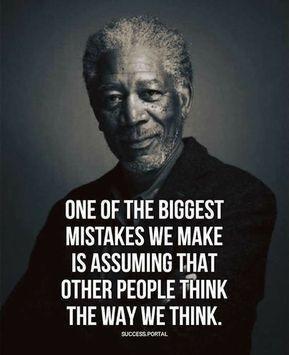 ONE OF THE BIGGEST
MISTAKES WE MAKE
IS ASSUMING THAT
OTHER PEOPLE THINK
THE WAY WE THINK.
SUCCESS.PORTAL